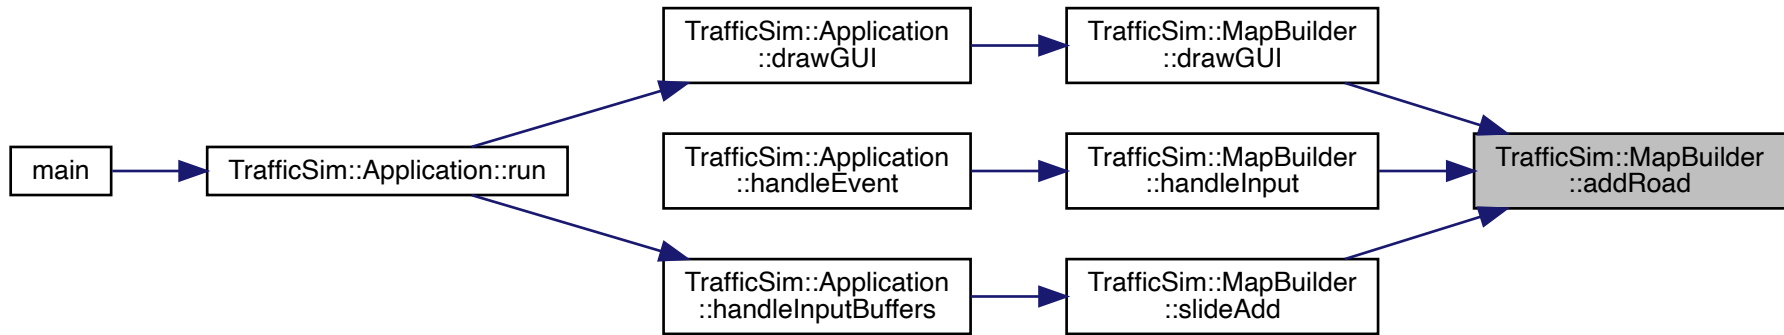 main
TrafficSim::Application::run
TrafficSim::Application
::drawGUI
TrafficSim::Application
::handleEvent
TrafficSim::Application
::handleInputBuffers
TrafficSim::MapBuilder
::drawGUI
TrafficSim::MapBuilder
::handleInput
TrafficSim::MapBuilder
::slideAdd
TrafficSim::MapBuilder
::addRoad